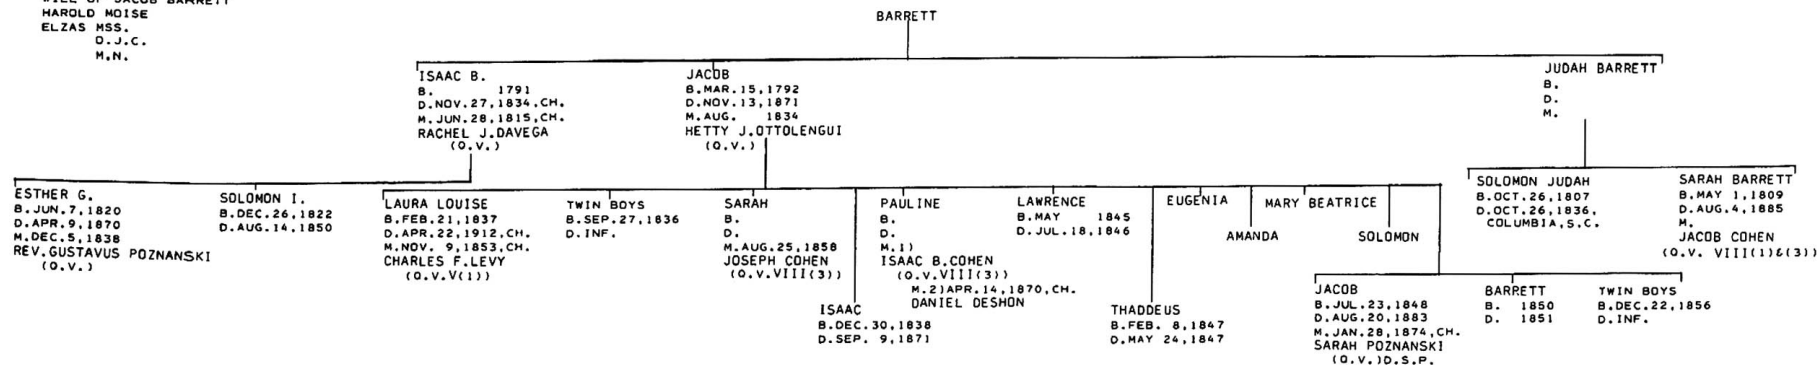 WILL OF JACOB BARRETT
HAROLD MOISE
ELZAS MSS.
D.J.C.
M.N.
BARRETT
ISAAC B.
B. 1791
D.NOV.27,1834,CH.
M.JUN.28,1815,CH.
RACHEL J.DAVEGA
(Q.V.)
JACOB
B.MAR.15,1792
D.NOV.13,1871
M.AUG. 1834
HETTY J.OTTOLENGUI
(Q.V.)
JUDAH BARRETT
B.
D.
M.
ESTHER G.
B.JUN.7,1820
D.APR.9,1870
M.DEC.5,1838
REV.GUSTAVUS POZNANSKI
(Q.V.)
SOLOMON I.
B.DEC.26,1822
D.AUG.14,1850
LAURA LOUISE
B.FEB.21,1837
D.APR.22,1912,CH.
M.NOV. 9,1853,CH.
CHARLES F.LEVY
(Q.V.V(1))
TWIN BOYS
B.SEP.27,1836
D.INF.
SARAH
B.
D.
M.AUG.25,1858
JOSEPH COHEN
(Q.V.VIII(3))
ISAAC
B.DEC.30,1838
D.SEP. 9,1871
PAULINE
B.
D.
M.1)
ISAAC B.COHEN
(Q.V.VIII(3))
M.2)APR.14,1870,CH.
DANIEL DESHON
LAWRENCE
B.MAY 1845
D.JUL.18,1846
THADDEUS
B.FEB. 8,1847
D.MAY 24,1847
EUGENIA
AMANDA
MARY BEATRICE
SOLOMON
JACOB
B.JUL.23,1848
D.AUG.20,1883
M.JAN.28,1874,CH.
SARAH POZNANSKI
(Q.V.)D.S.P.
BARRETT
B. 1850
D. 1851
TWIN BOYS
B.DEC.22,1856
D.INF.
SOLOMON JUDAH
B.OCT.26,1807
D.OCT.26,1836,
COLUMBIA,S.C.
SARAH BARRETT
B.MAY 1,1809
D.AUG.4,1885
M.
JACOB COHEN
(Q.V. VIII(1)&(3))